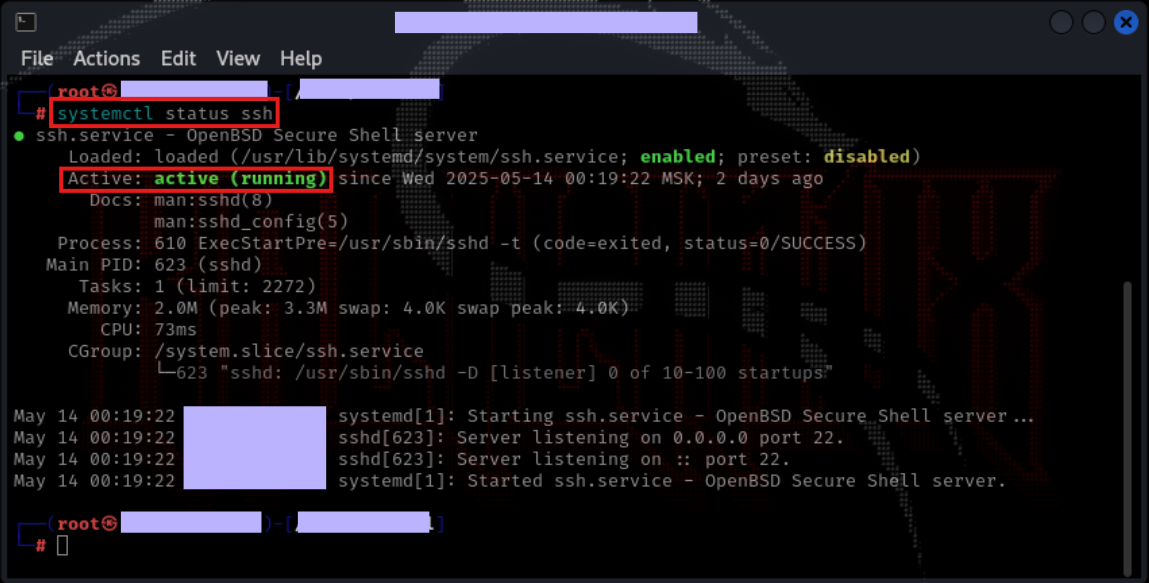 File Actions Edit View Help
┌──(root㉿ )-[/ ]
└─# systemctl status ssh
● ssh.service - OpenBSD Secure Shell server
Loaded: loaded (/usr/lib/systemd/system/ssh.service; enabled; preset: disabled)
Active: active (running) since Wed 2025-05-14 00:19:22 MSK; 2 days ago
Docs: man:sshd(8)
man:sshd_config(5)
Process: 610 ExecStartPre=/usr/sbin/sshd -t (code=exited, status=0/SUCCESS)
Main PID: 623 (sshd)
Tasks: 1 (limit: 2272)
Memory: 2.0M (peak: 3.3M swap: 4.0K swap peak: 4.0K)
CPU: 73ms
CGroup: /system.slice/ssh.service
└─623 "sshd: /usr/sbin/sshd -D [listener] 0 of 10-100 startups"
May 14 00:19:22 systemd[1]: Starting ssh.service - OpenBSD Secure Shell server...
May 14 00:19:22 sshd[623]: Server listening on 0.0.0.0 port 22.
May 14 00:19:22 sshd[623]: Server listening on :: port 22.
May 14 00:19:22 systemd[1]: Started ssh.service - OpenBSD Secure Shell server.
┌──(root㉿ )-[/ ]
└─#